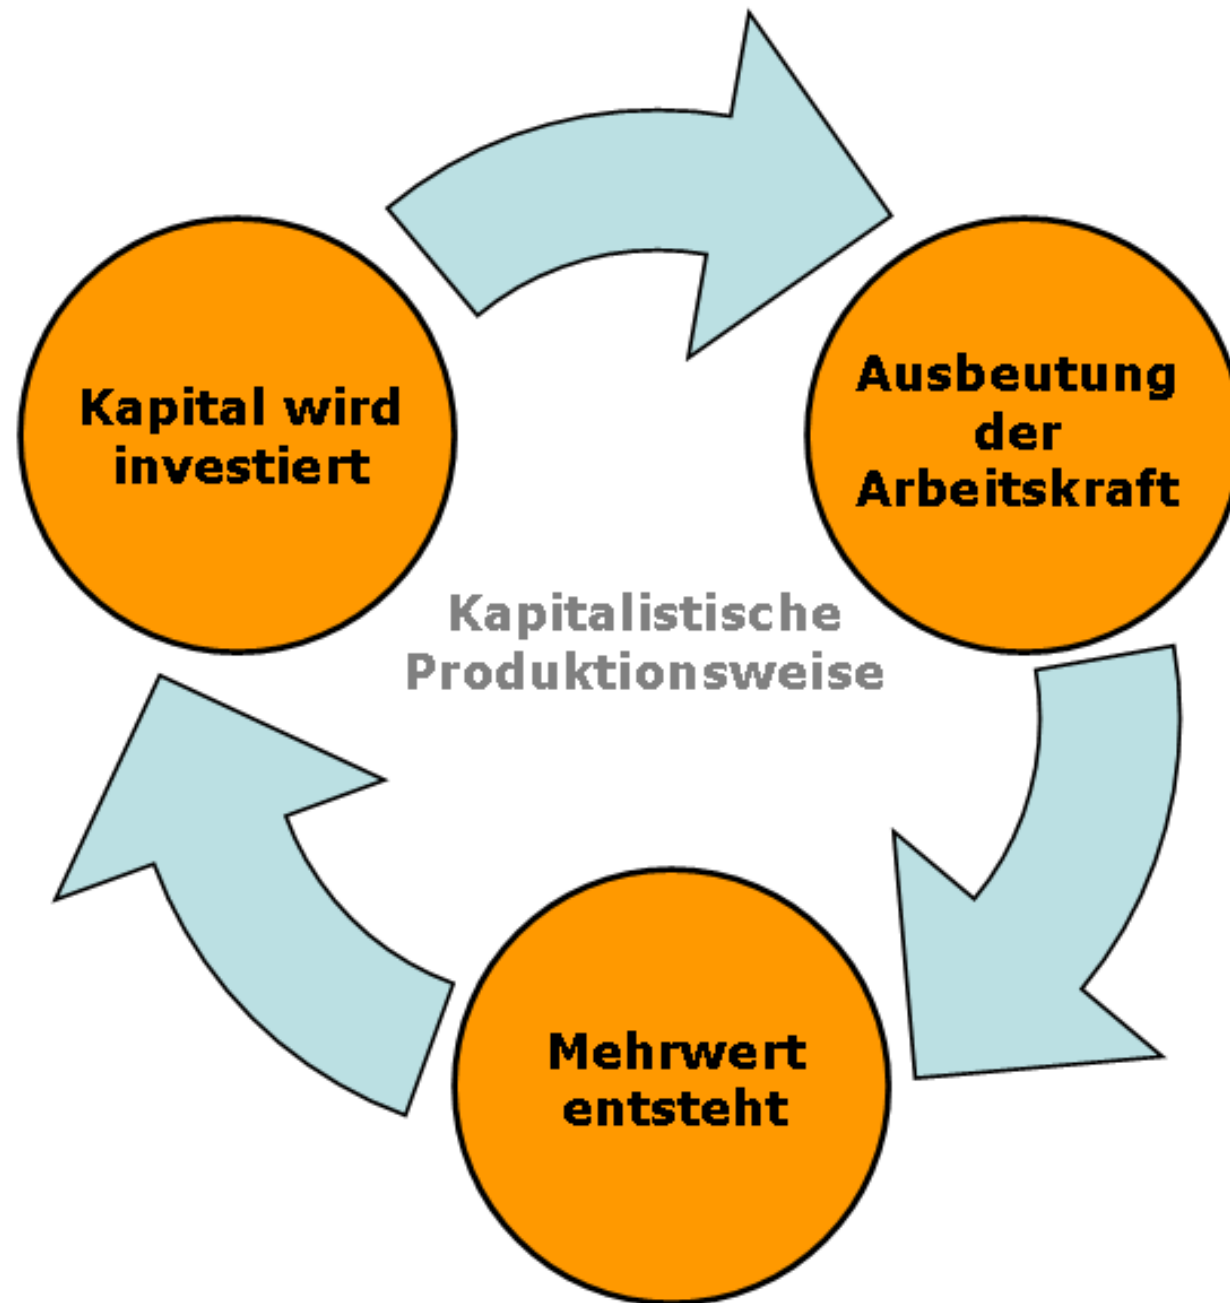 Kapital wird
investiert
Ausbeutung
der
Arbeitskraft
Kapitalistische
Produktionsweise
Mehrwert
entsteht